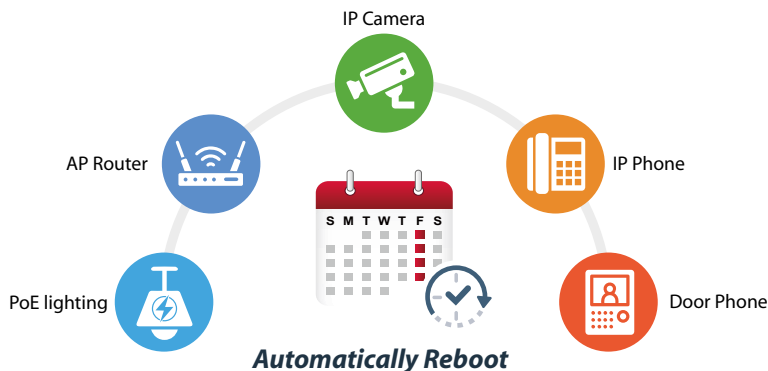 IP Camera
AP Router
IP Phone
S M T W T F S
PoE lighting
Door Phone
Automatically Reboot